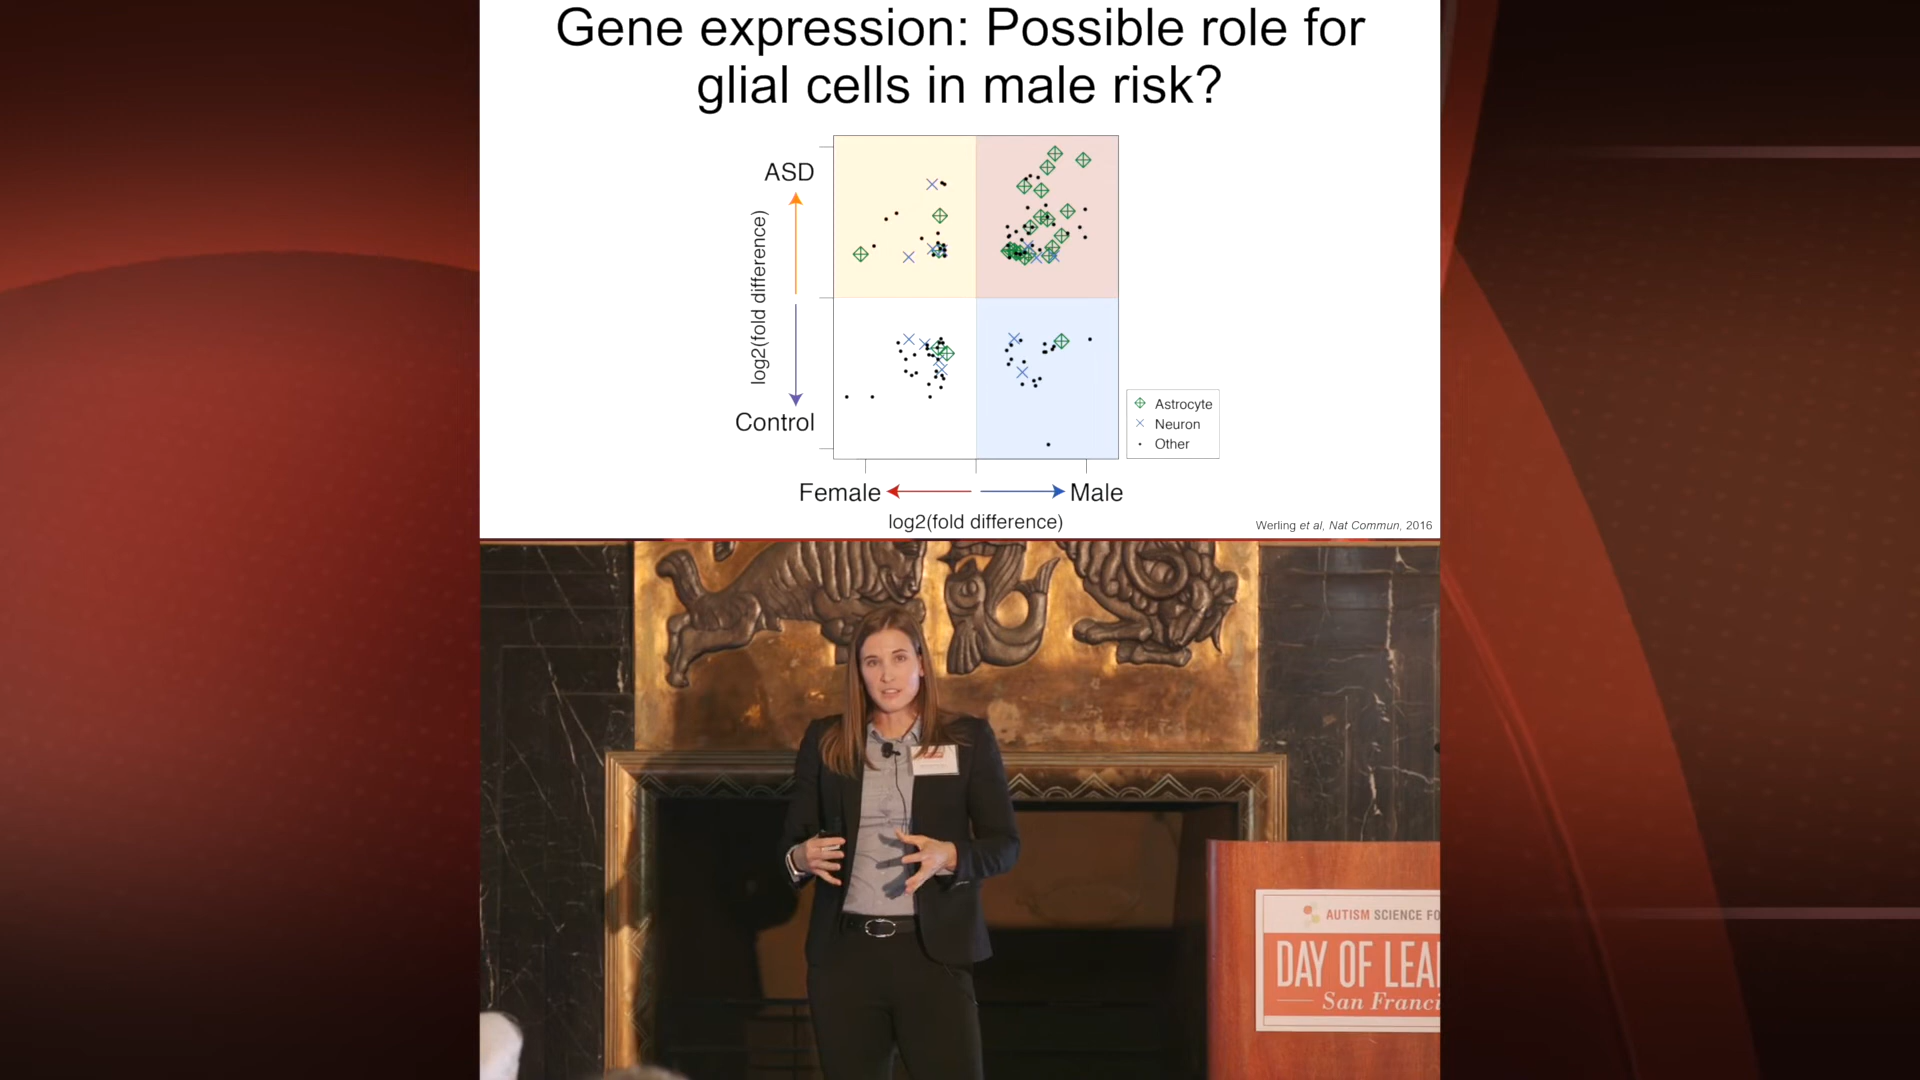 Gene expression: Possible role for
glial cells in male risk?
ASD
log2(fold difference)
Control
Astrocyte
Neuron
Other
Female
Male
log2(fold difference)
Werling et al, Nat Commun, 2016
AUTISM SCIENCE FO
DAY OF LEA
San Franci